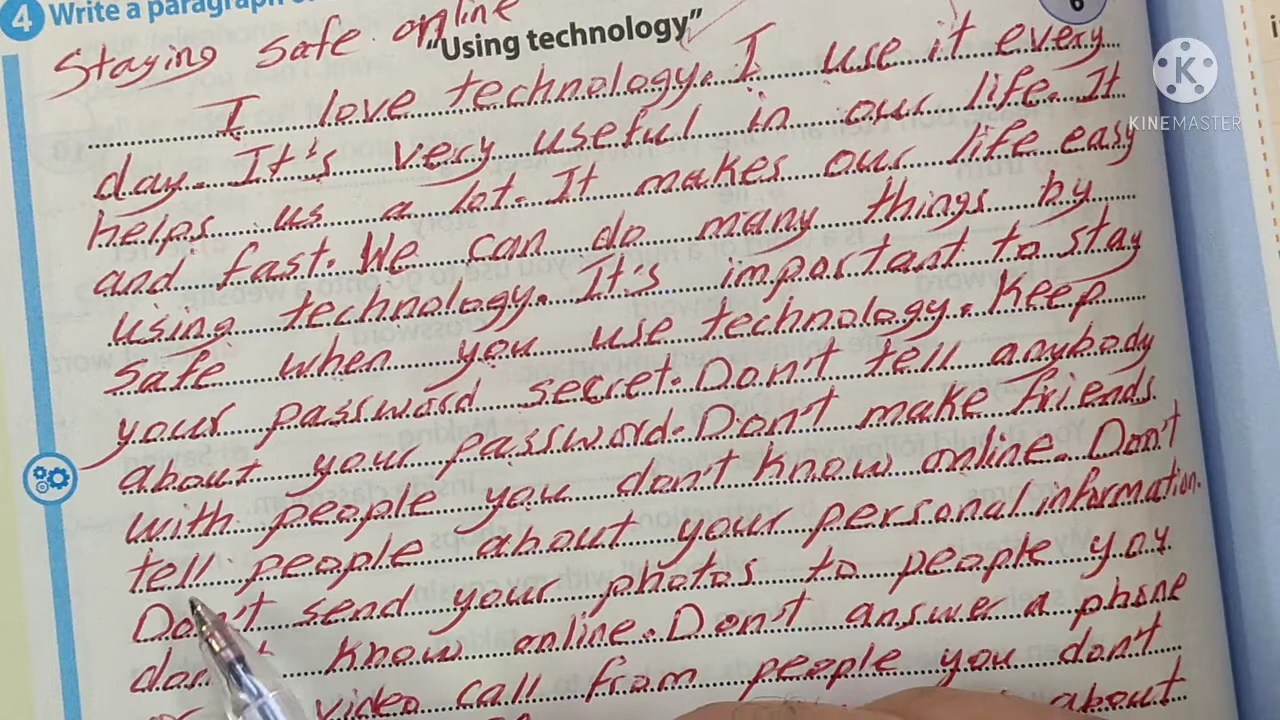 4 Write a paragraph
Staying safe online
"Using technology"
6
KINEMASTER
I love technology. I use it every
day. It's very useful in our life. It
helps us a lot. It makes our life easy
and fast. We can do many things by
using technology. It's important to stay
safe when you use technology. Keep
your password secret. Don't tell anybody
about your password. Don't make friends
with people you don't know online. Don't
tell people about your personal information.
Don't send your photos to people you
don't know online. Don't answer a phone
or video call from people you don't
about